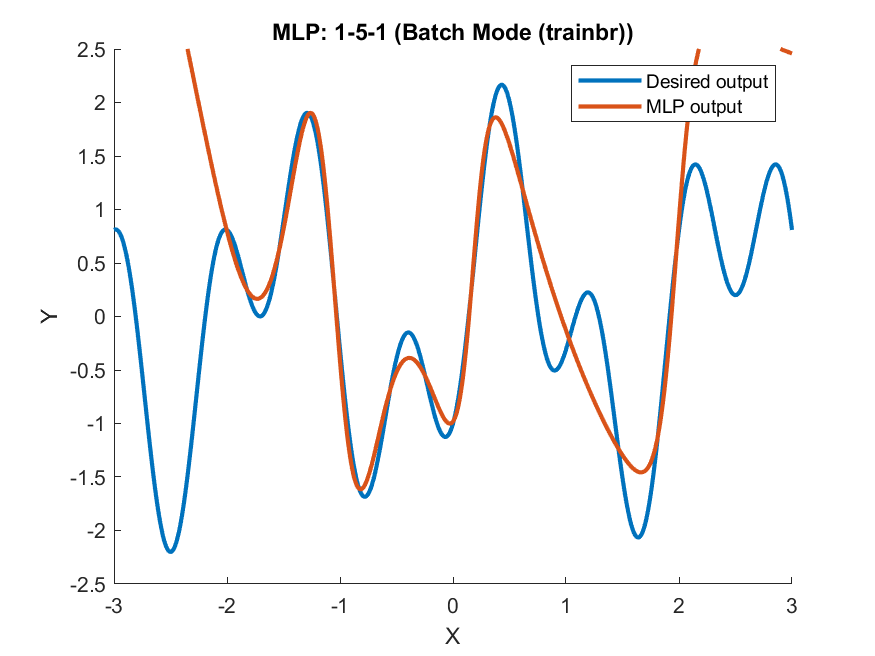 MLP: 1-5-1 (Batch Mode (trainbr))
Desired output
MLP output
2.5
2
1.5
1
0.5
0
-0.5
-1
-1.5
-2
-2.5
Y
-3 -2 -1 0 1 2 3
X